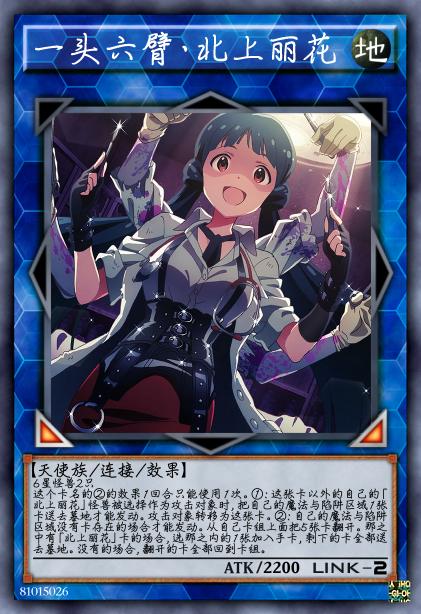 一头六臂·北上丽花 地
【天使族/连接/效果】
6星怪兽2只
这个卡名的②的效果1回合只能使用1次。①：这张卡以外的自己的「
北上丽花」怪兽被选择作为攻击对象时，把自己的魔法与陷阱区域1张
卡送去墓地才能发动。攻击对象转移为这张卡。②：自己的魔法与陷阱
区域没有卡存在的场合才能发动。从自己卡组上面把5张卡翻开。那之
中有「北上丽花」卡的场合，选那之内的1张加入手卡，剩下的卡全部送
去墓地。没有的场合，翻开的卡全部回到卡组。
ATK/2200 LINK-2
81015026